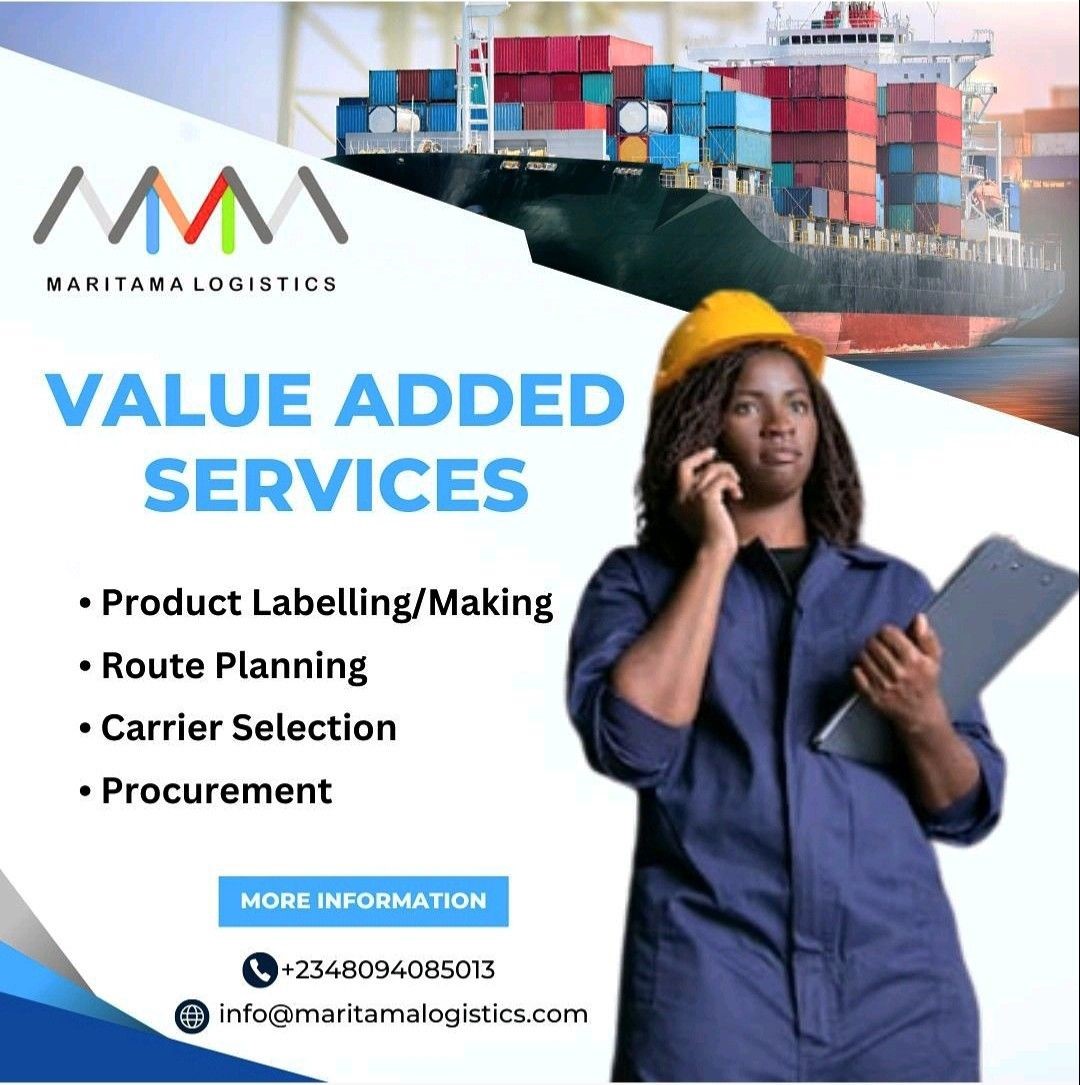 MARITAMA LOGISTICS
VALUE ADDED
SERVICES
• Product Labelling/Making
• Route Planning
• Carrier Selection
• Procurement
MORE INFORMATION
+2348094085013
info@maritamalogistics.com